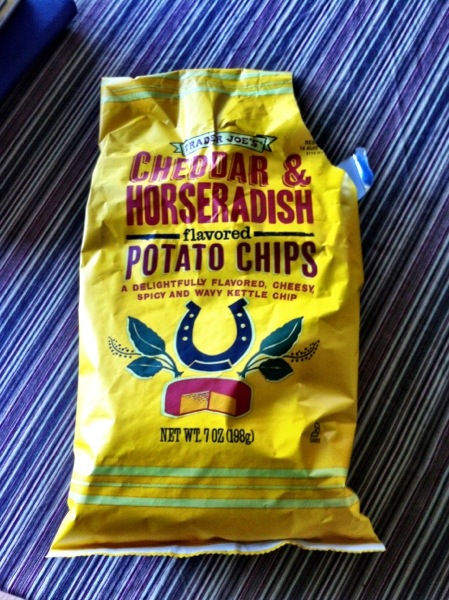 TRADER JOE'S
CHEDDAR &
HORSERADISH
flavored
POTATO CHIPS
A DELIGHTFULLY FLAVORED, CHEESY,
SPICY AND WAVY KETTLE CHIP
NET WT. 7 OZ (198g)